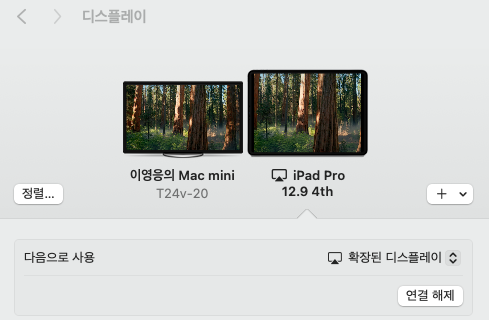 디스플레이
이영웅의 Mac mini
T24v-20
iPad Pro
12.9 4th
정렬...
다음으로 사용
확장된 디스플레이
연결 해제